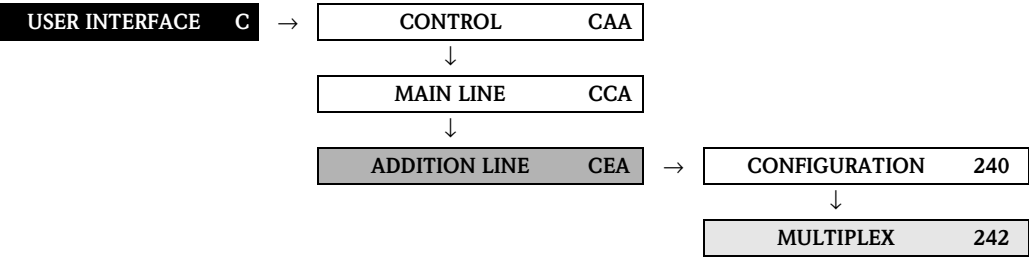 USER INTERFACE C → CONTROL CAA
↓
MAIN LINE CCA
↓
ADDITION LINE CEA → CONFIGURATION 240
↓
MULTIPLEX 242